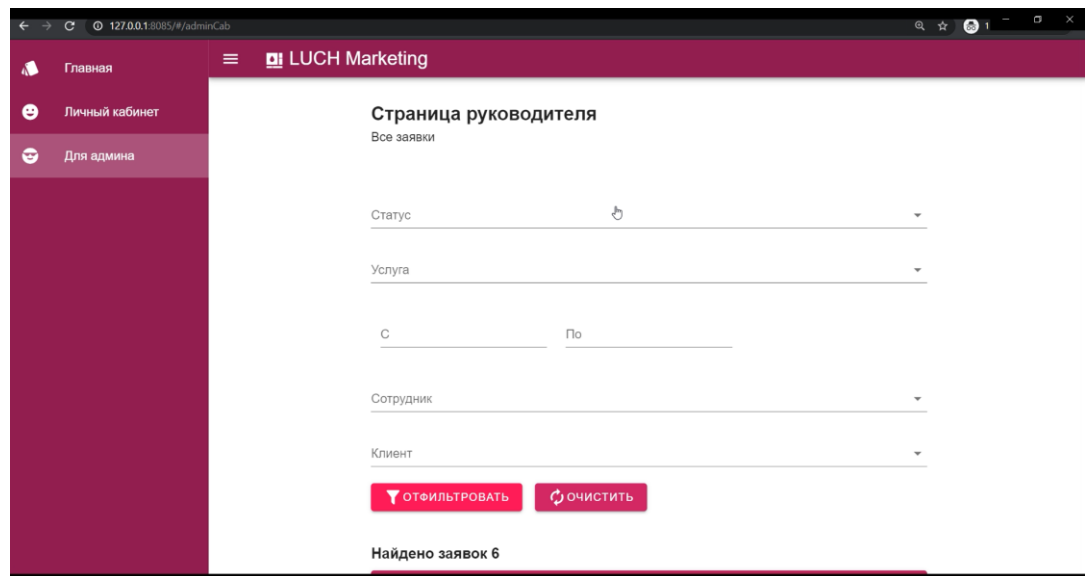 127.0.0.1:8085/#/adminCab
1
LUCH Marketing
Главная
Личный кабинет
Для админа
Страница руководителя
Все заявки
Статус
Услуга
С По
Сотрудник
Клиент
ОТФИЛЬТРОВАТЬ ОЧИСТИТЬ
Найдено заявок 6